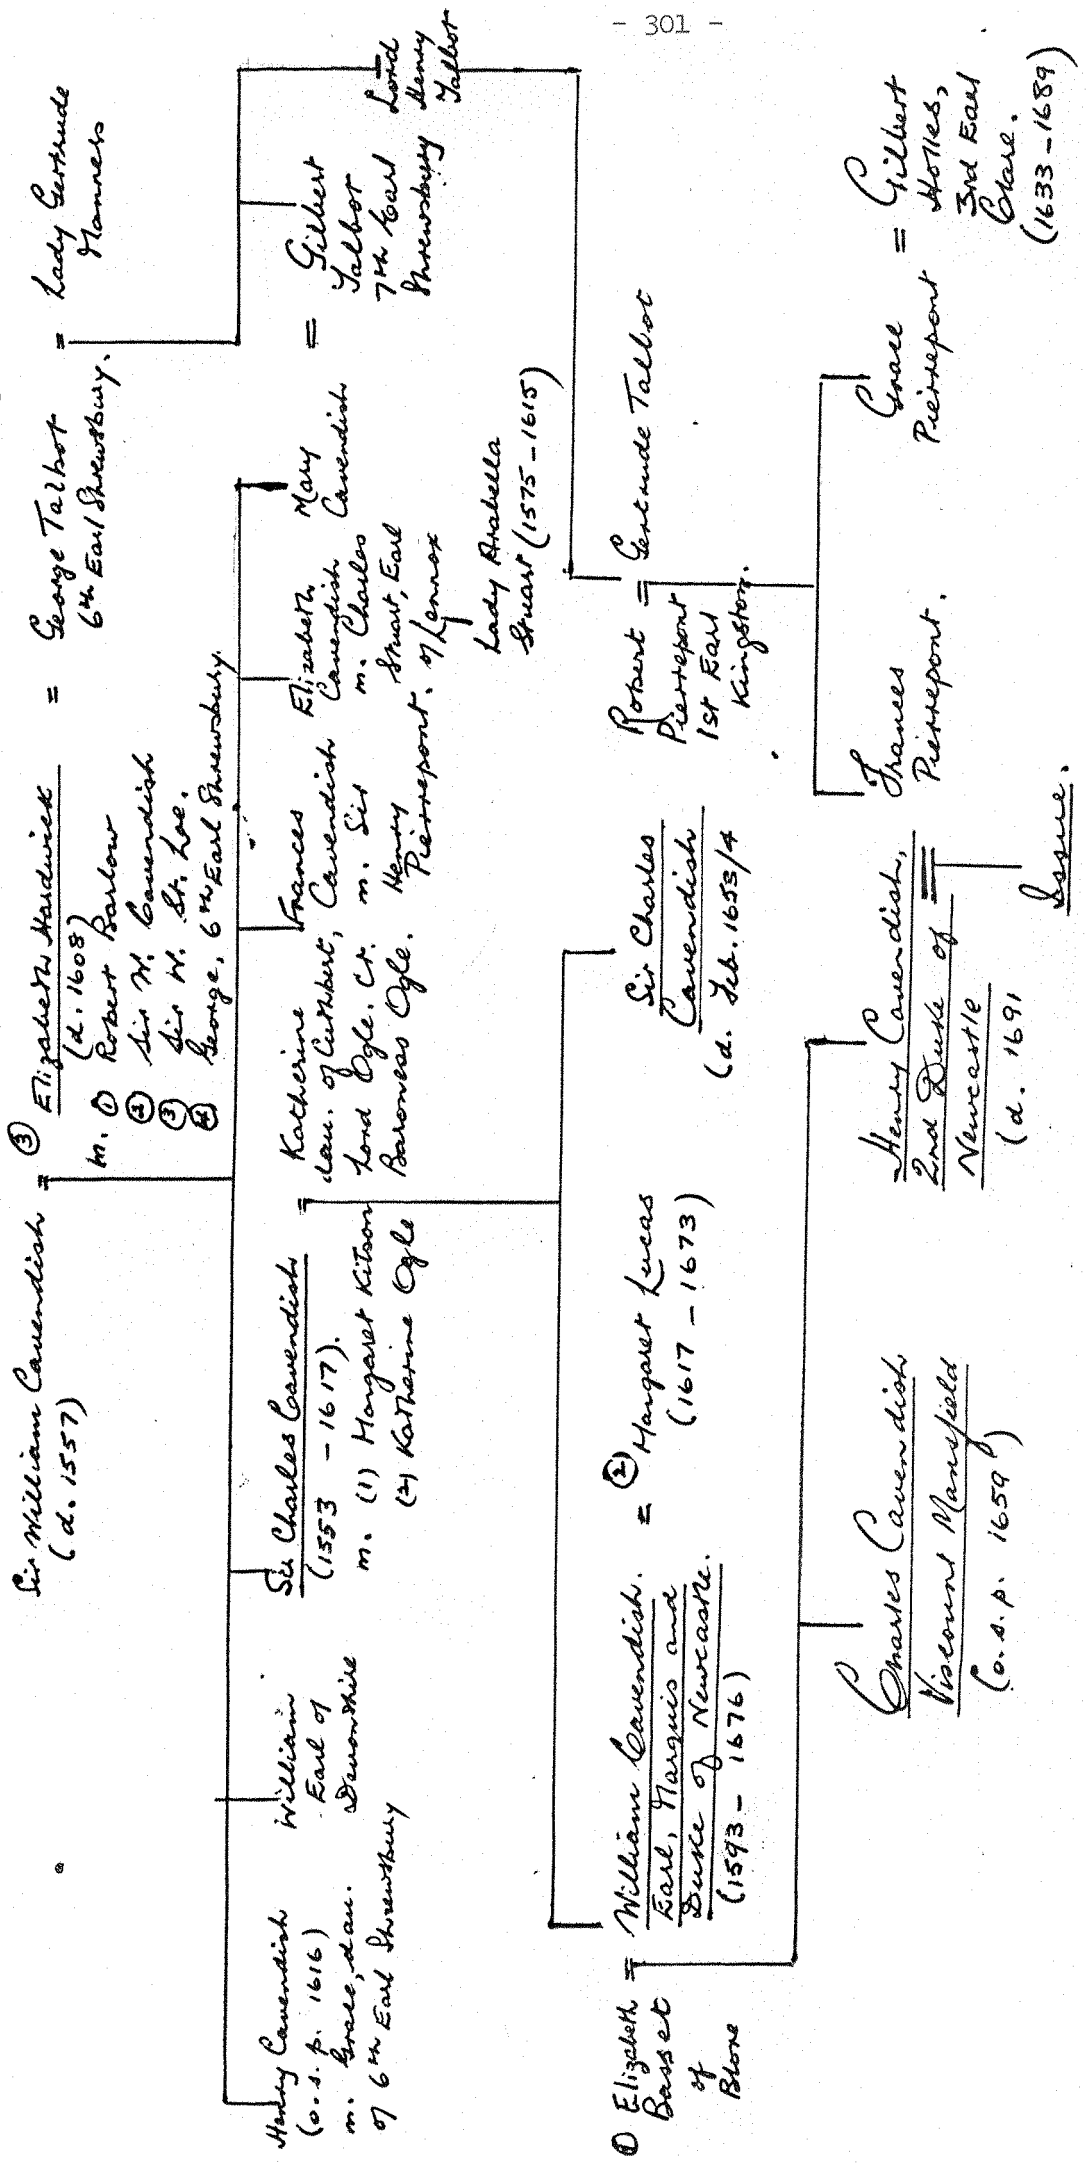 - 301 -
Sir William Cavendish = ③ Elizabeth Hardwick = George Talbot = Lady Gertrude
(d. 1557)
(d. 1608)
6th Earl Shrewsbury.
Manners
m. ① Robert Barlow
② Sir W. Cavendish
③ Sir W. St. Loe.
④ George, 6th Earl Shrewsbury.
Henry Cavendish
(o.s.p. 1616)
m. Grace, dau.
of 6th Earl Shrewsbury
William
Earl of
Devonshire
Sir Charles Cavendish =
(1553 - 1617).
m. (1) Margaret Kitson
(2) Katherine Ogle
Katherine
dau. of Cuthbert,
Lord Ogle. Cr.
Baroness Ogle.
Frances
Cavendish
m. Sir
Henry
Pierrepont.
Elizabeth
Cavendish
m. Charles
Stuart, Earl
of Lennox
Lady Arabella
Stuart (1575 - 1615)
Mary =
Cavendish
Gilbert
Talbot
7th Earl
Shrewsbury
Lord
Henry
Talbot
① Elizabeth =
Basset
of
Blore
William Cavendish. = ② Margaret Lucas
Earl, Marquis and
Duke of Newcastle.
(1593 - 1676)
(1617 - 1673)
Sir Charles
Cavendish
(d. Feb. 1653/4
Robert = Gertrude Talbot
Pierrepont
1st Earl
Kingston.
Charles Cavendish
Viscount Mansfield
(o.s.p. 1659)
Henry Cavendish, =
2nd Duke of
Newcastle
(d. 1691
Frances
Pierrepont.
Issue.
Grace =
Pierrepont
Gilbert
Holles,
3rd Earl
Clare.
(1633 - 1689)